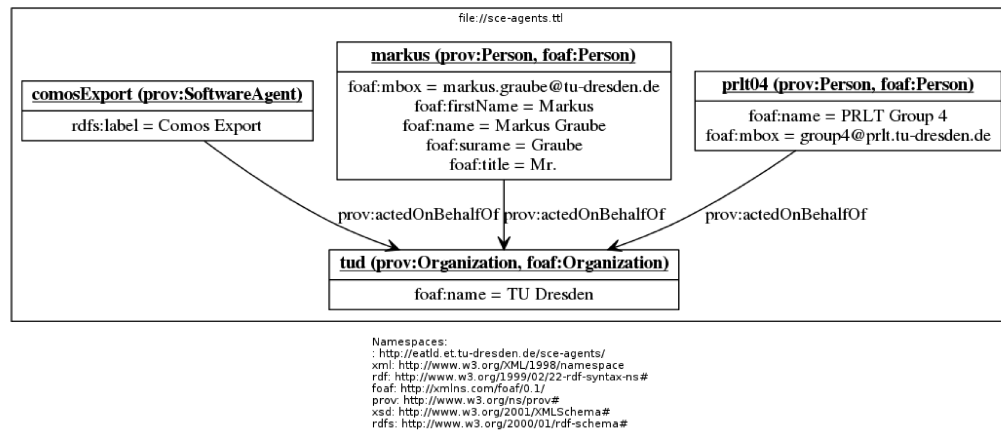 file://sce-agents.ttl
markus (prov:Person, foaf:Person)
foaf:mbox = markus.graube@tu-dresden.de
foaf:firstName = Markus
foaf:name = Markus Graube
foaf:surame = Graube
foaf:title = Mr.
comosExport (prov:SoftwareAgent)
rdfs:label = Comos Export
prlt04 (prov:Person, foaf:Person)
foaf:name = PRLT Group 4
foaf:mbox = group4@prlt.tu-dresden.de
prov:actedOnBehalfOf
prov:actedOnBehalfOf
prov:actedOnBehalfOf
tud (prov:Organization, foaf:Organization)
foaf:name = TU Dresden
Namespaces:
: http://eatld.et.tu-dresden.de/sce-agents/
xml: http://www.w3.org/XML/1998/namespace
rdf: http://www.w3.org/1999/02/22-rdf-syntax-ns#
foaf: http://xmlns.com/foaf/0.1/
prov: http://www.w3.org/ns/prov#
xsd: http://www.w3.org/2001/XMLSchema#
rdfs: http://www.w3.org/2000/01/rdf-schema#